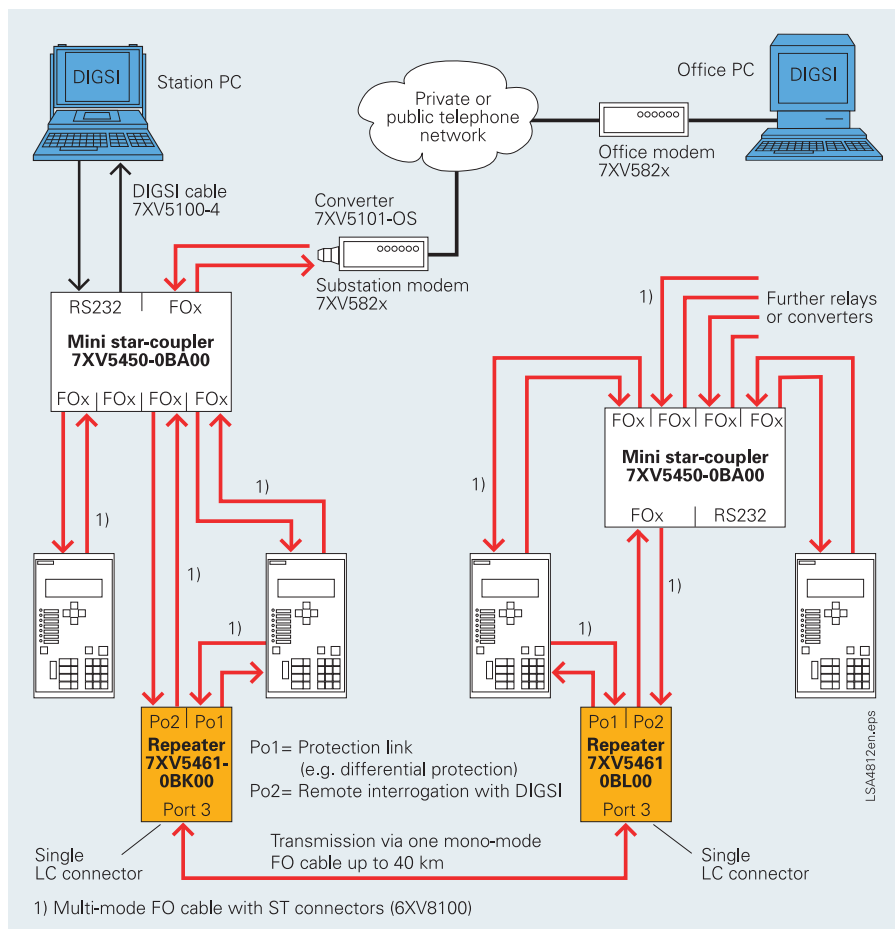 DIGSI
Station PC
Office PC
DIGSI
Private or
public telephone
network
Office modem
7XV582x
DIGSI cable
7XV5100-4
Converter
7XV5101-OS
Substation modem
7XV582x
RS232 | FOx
Mini star-coupler
7XV5450-0BA00
FOx | FOx | FOx | FOx
1)
Further relays
or converters
FOx | FOx | FOx | FOx
Mini star-coupler
7XV5450-0BA00
FOx | RS232
1)
1)
1)
1)
1)
1)
1)
Po2 | Po1
Repeater
7XV5461-
0BK00
Port 3
Po1= Protection link
(e.g. differential protection)
Po2= Remote interrogation with DIGSI
Po1 | Po2
Repeater
7XV5461
0BL00
Port 3
LSA4812en.eps
Single
LC connector
Transmission via one mono-mode
FO cable up to 40 km
Single
LC connector
1) Multi-mode FO cable with ST connectors (6XV8100)